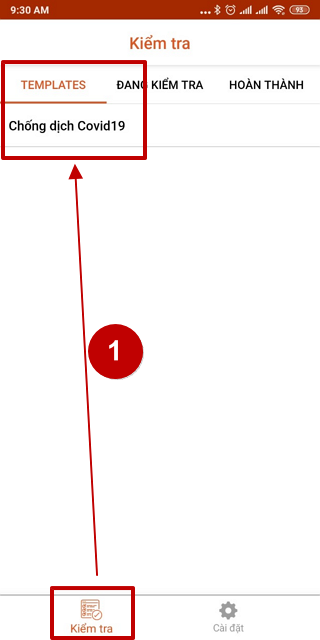 9:30 AM
93
Kiểm tra
TEMPLATES ĐANG KIỂM TRA HOÀN THÀNH
Chống dịch Covid19
1
Kiểm tra Cài đặt